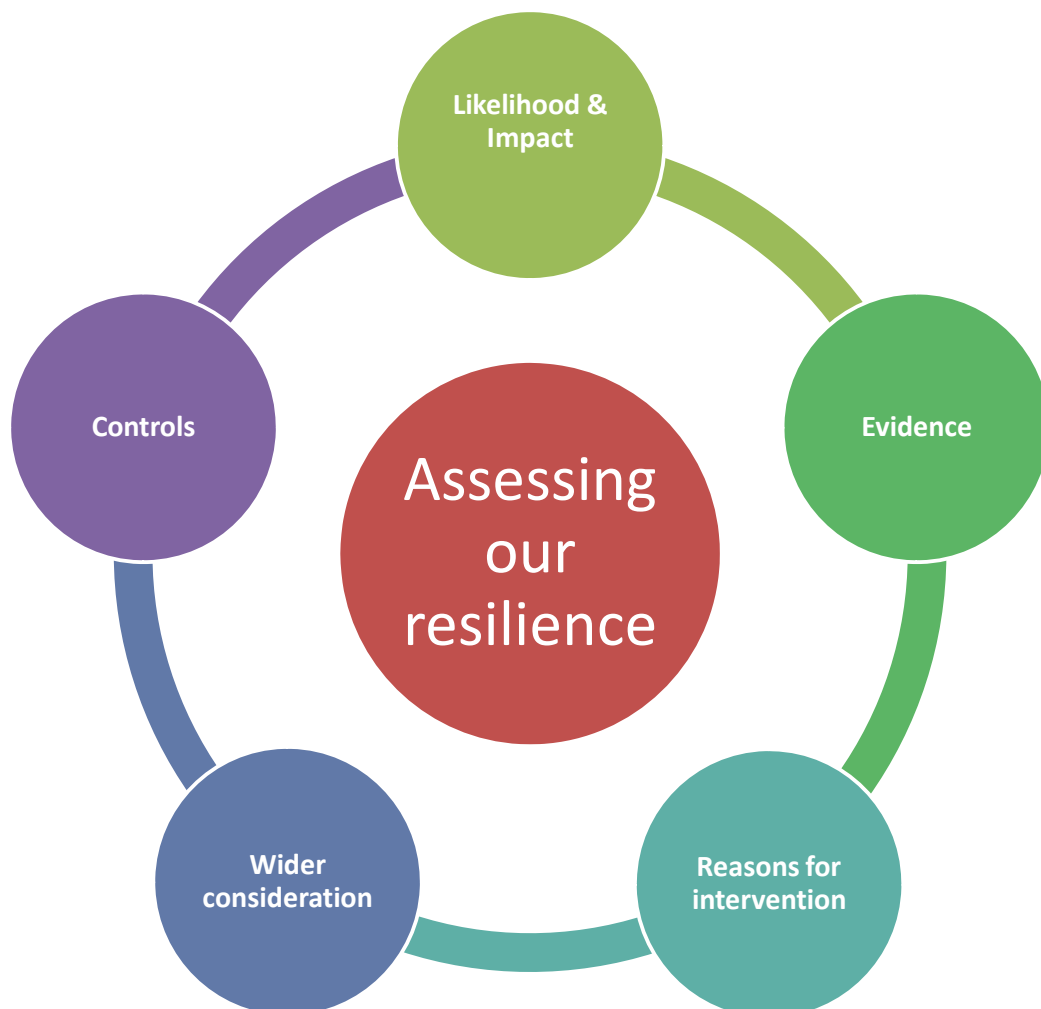 Likelihood &
Impact
Evidence
Reasons for
intervention
Wider
consideration
Controls
Assessing
our
resilience